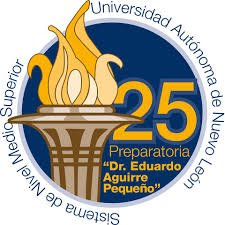 Universidad Autónoma de Nuevo León
Sistema de Nivel Medio Superior
25
Preparatoria
"Dr. Eduardo
Aguirre
Pequeño"